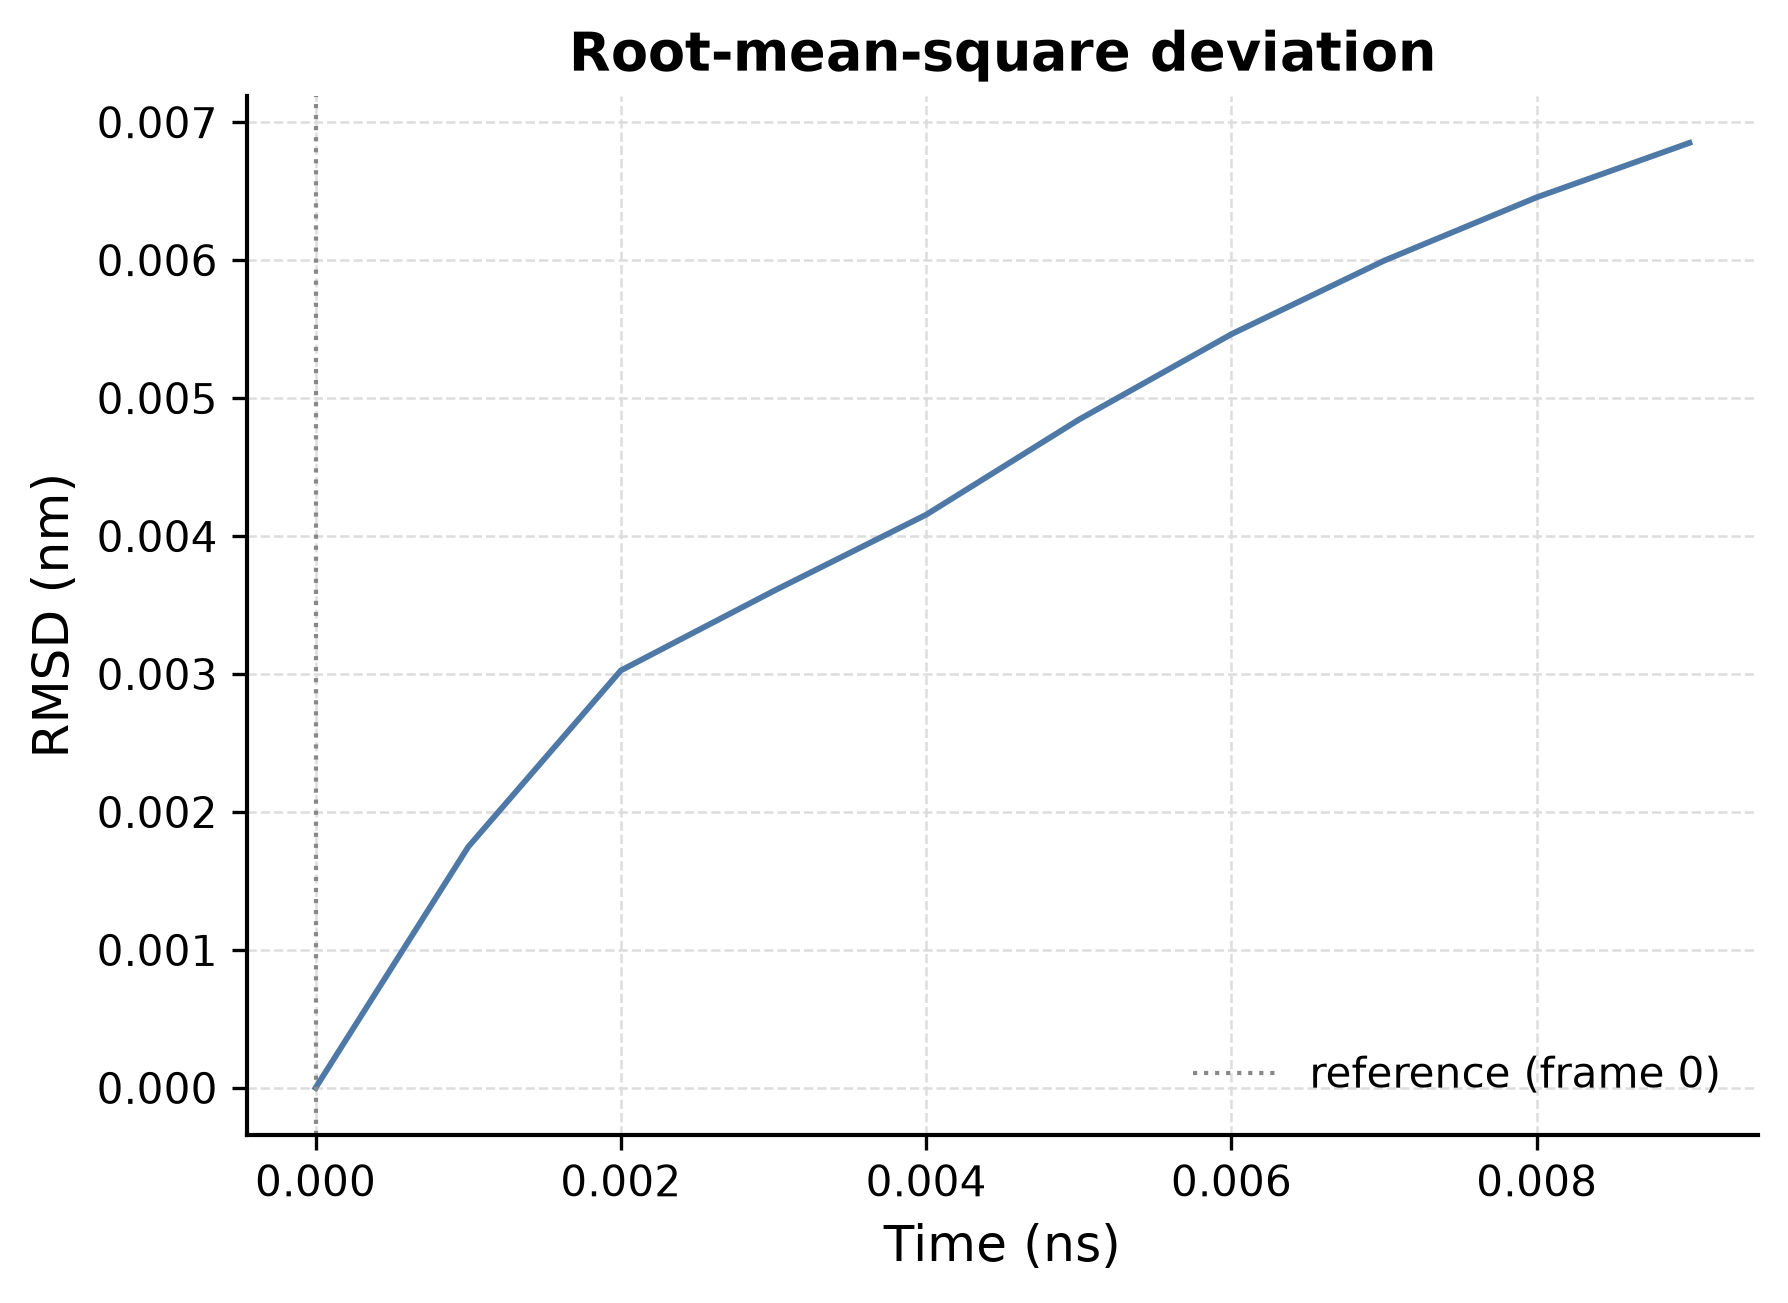 Root-mean-square deviation
0.007
0.006
0.005
0.004
0.003
0.002
0.001
0.000
RMSD (nm)
reference (frame 0)
0.000 0.002 0.004 0.006 0.008
Time (ns)